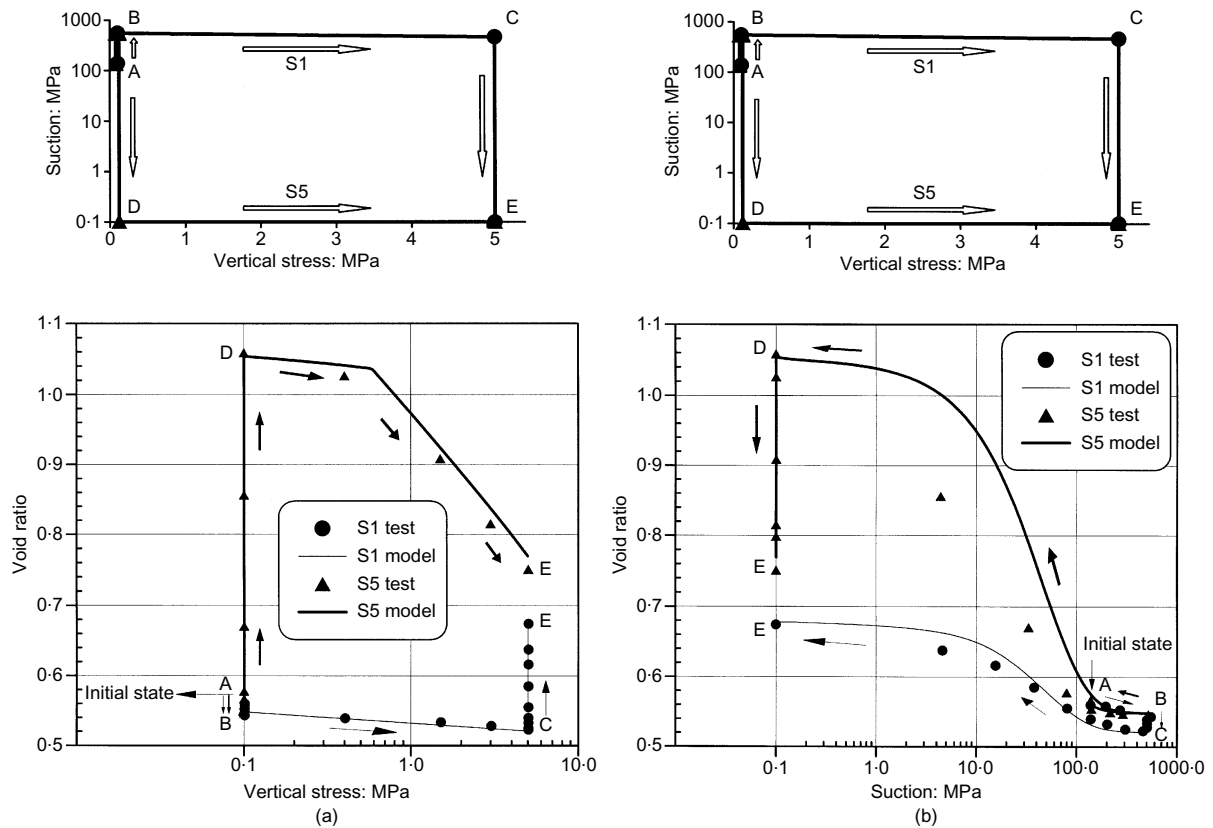 1000
100
10
1
0·1
Suction: MPa
B
A
D
C
E
S1
S5
0
1
2
3
4
5
Vertical stress: MPa
1000
100
10
1
0·1
Suction: MPa
B
A
D
C
E
S1
S5
0
1
2
3
4
5
Vertical stress: MPa
1·1
1·0
0·9
0·8
0·7
0·6
0·5
Void ratio
D
S1 test
S1 model
S5 test
S5 model
E
E
Initial state
A
B
C
0·1
1·0
10·0
Vertical stress: MPa
(a)
1·1
1·0
0·9
0·8
0·7
0·6
0·5
Void ratio
D
S1 test
S1 model
S5 test
S5 model
E
E
Initial state
A
B
C
0·1
1·0
10·0
100·0
1000·0
Suction: MPa
(b)